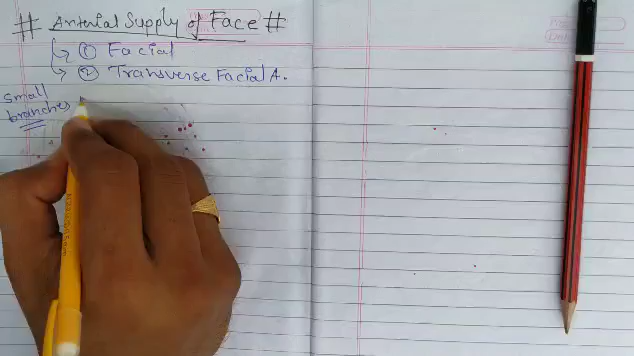 # Arterial Supply of Face #
→ ① Facial
→ ② Transverse Facial A.
small
branches